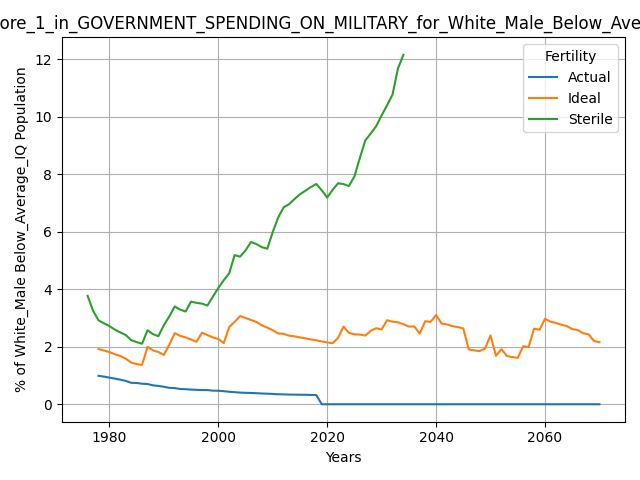 ore_1_in_GOVERNMENT_SPENDING_ON_MILITARY_for_White_Male_Below_Ave
Fertility
Actual
Ideal
Sterile
% of White_Male Below_Average_IQ Population
12
10
8
6
4
2
0
1980 2000 2020 2040 2060
Years